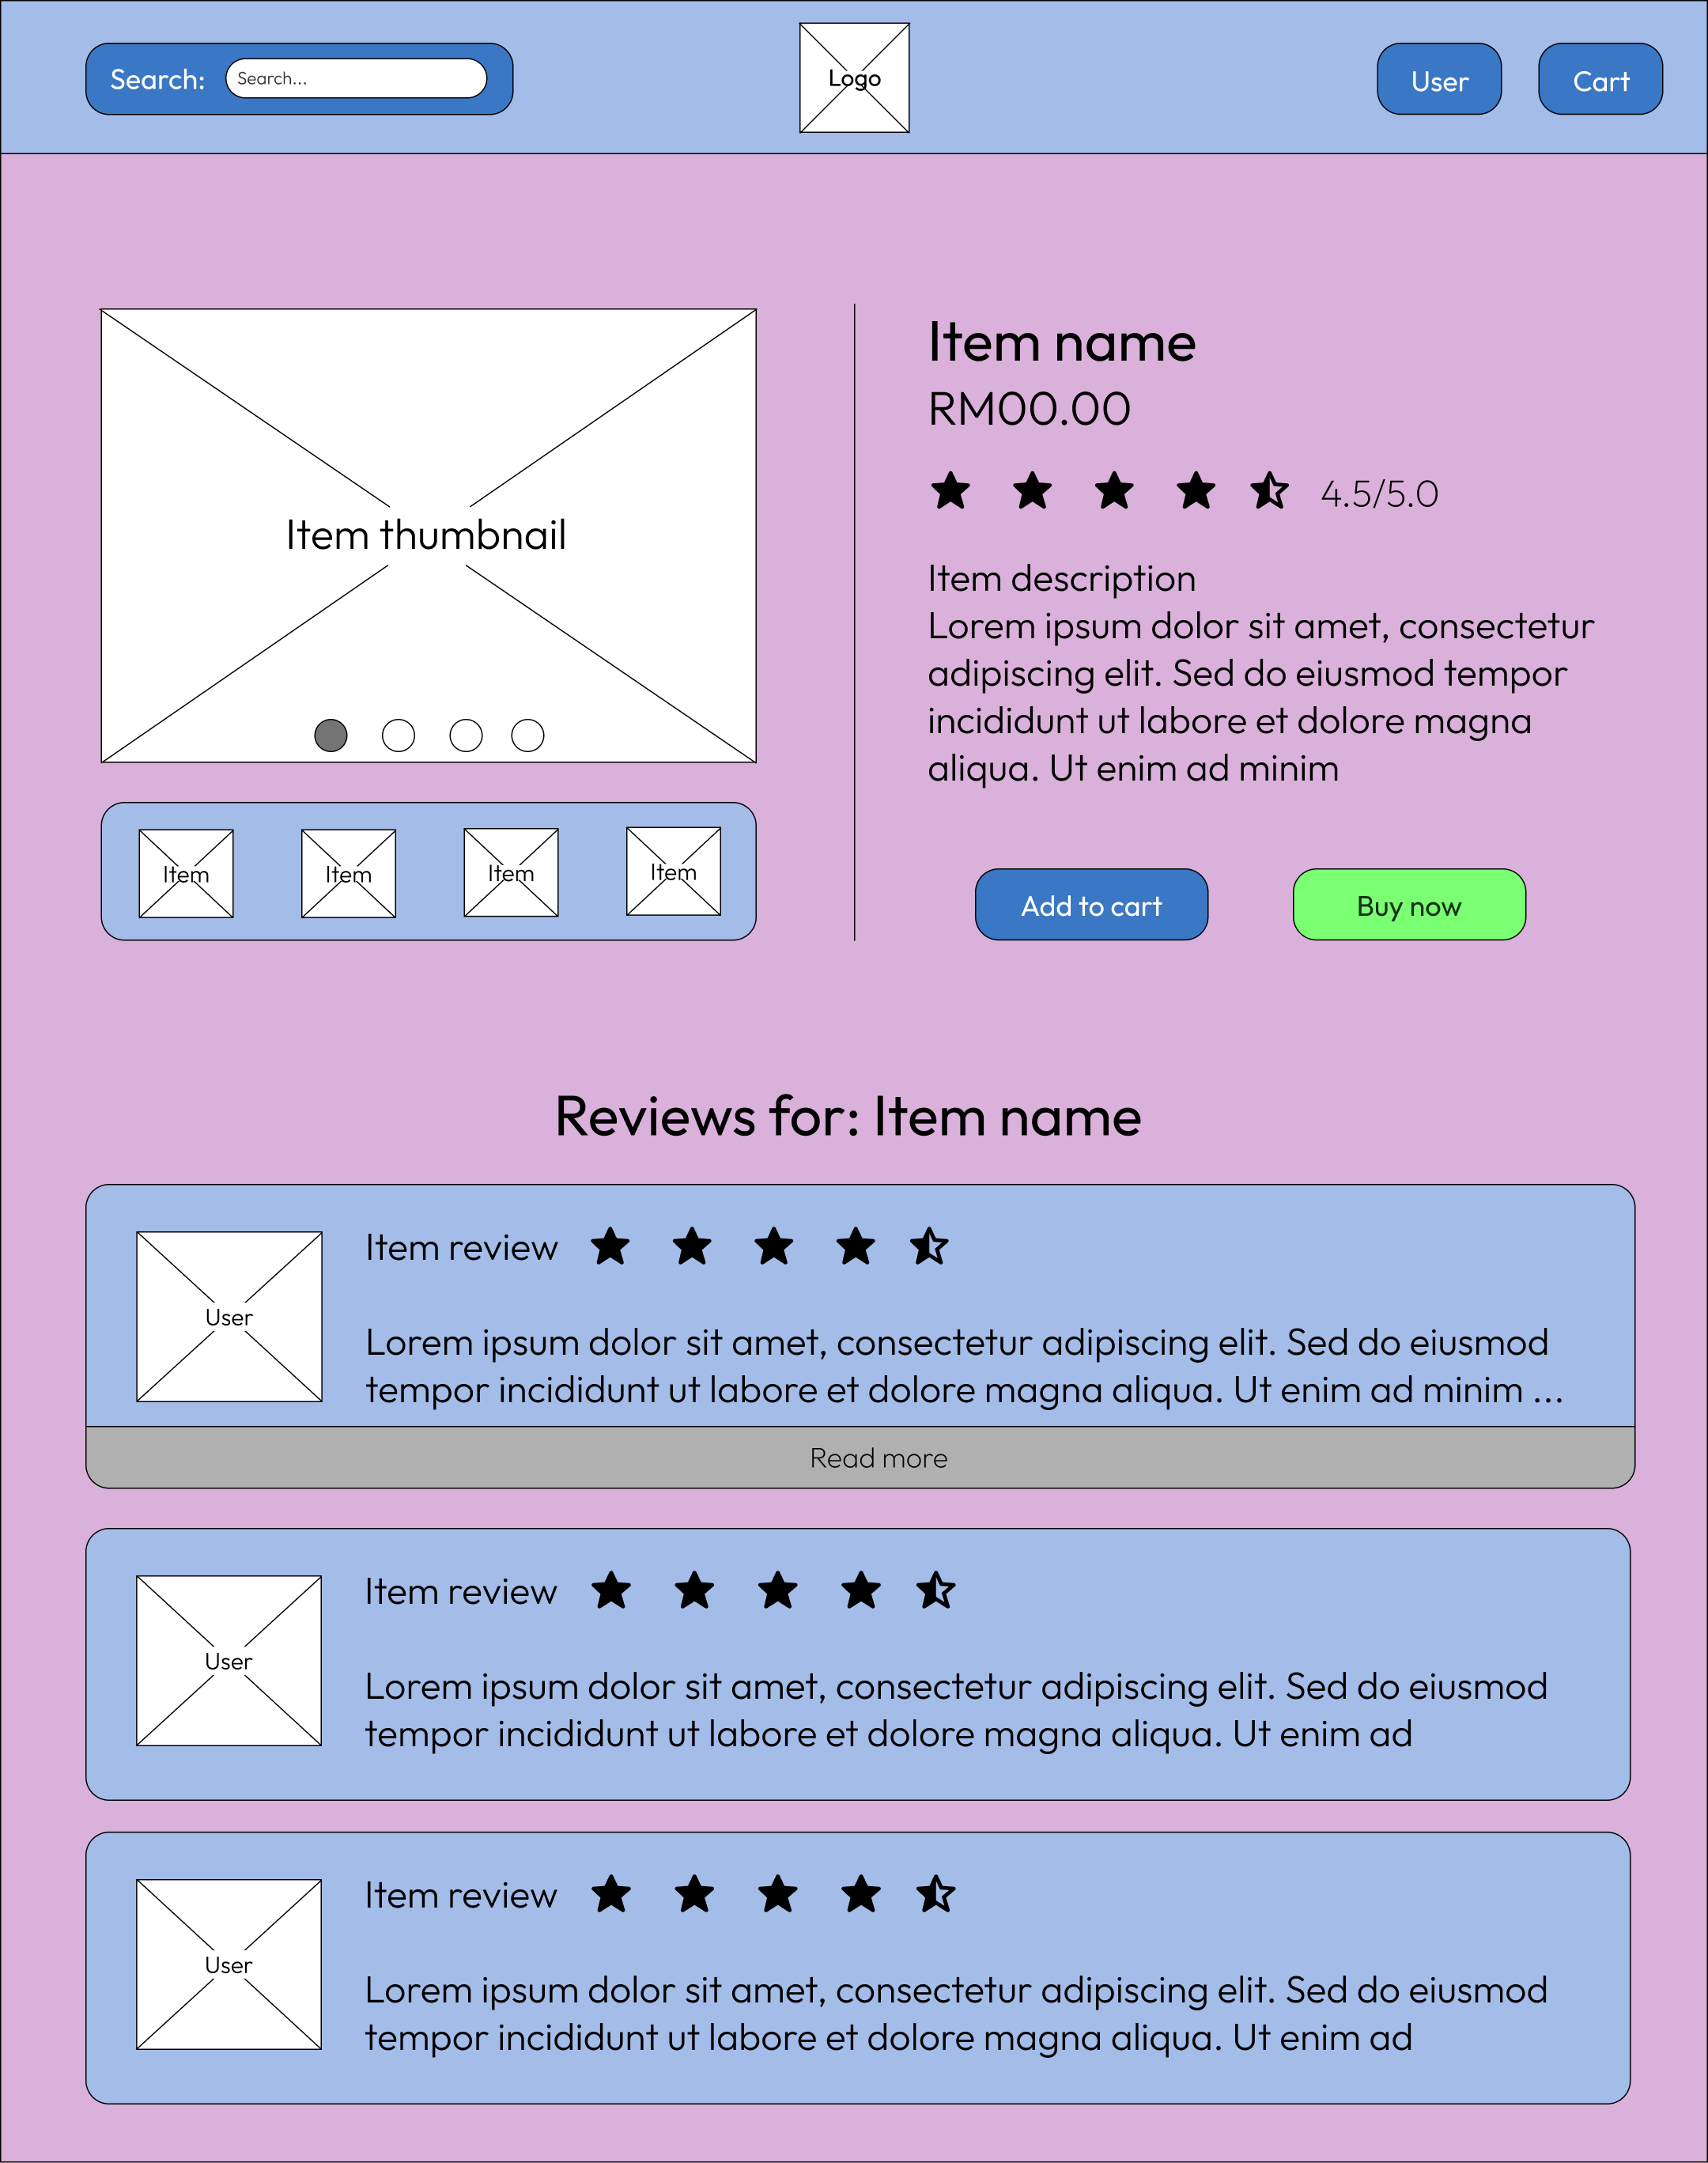 Search:
Search...
Logo
User
Cart
Item thumbnail
Item name
RM00.00
4.5/5.0
Item description
Lorem ipsum dolor sit amet, consectetur
adipiscing elit. Sed do eiusmod tempor
incididunt ut labore et dolore magna
aliqua. Ut enim ad minim
Item
Item
Item
Item
Add to cart
Buy now
Reviews for: Item name
User
Item review
Lorem ipsum dolor sit amet, consectetur adipiscing elit. Sed do eiusmod
tempor incididunt ut labore et dolore magna aliqua. Ut enim ad minim ...
Read more
User
Item review
Lorem ipsum dolor sit amet, consectetur adipiscing elit. Sed do eiusmod
tempor incididunt ut labore et dolore magna aliqua. Ut enim ad
User
Item review
Lorem ipsum dolor sit amet, consectetur adipiscing elit. Sed do eiusmod
tempor incididunt ut labore et dolore magna aliqua. Ut enim ad